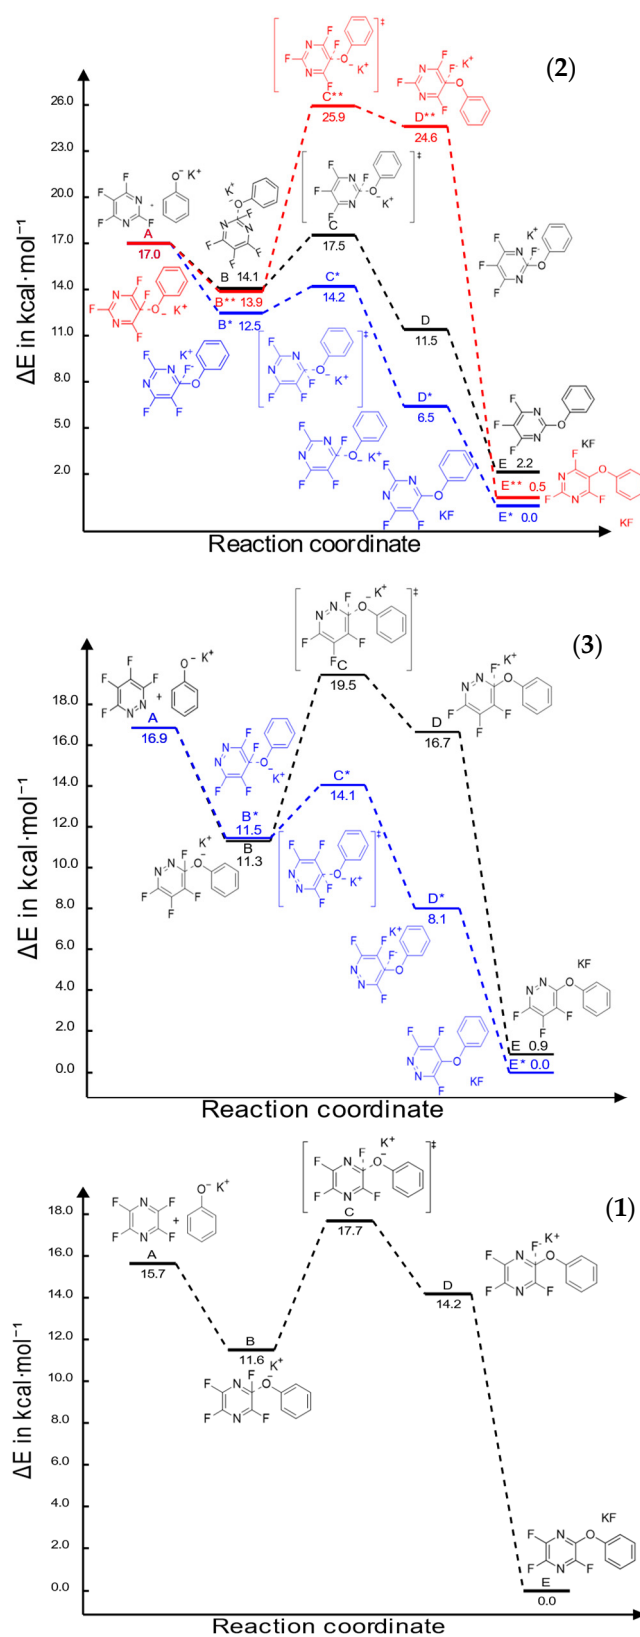 (2)
ΔE in kcal·mol⁻¹
26.0
23.0
20.0
17.0
14.0
11.0
8.0
5.0
2.0
A
17.0
B 14.1
B** 13.9
B* 12.5
C**
25.9
C
17.5
C*
14.2
D**
24.6
D
11.5
D*
6.5
E 2.2
E** 0.5
E* 0.0
KF
KF
Reaction coordinate
(3)
ΔE in kcal·mol⁻¹
18.0
16.0
14.0
12.0
10.0
8.0
6.0
4.0
2.0
0.0
A
16.9
B*
11.5
B
11.3
C
19.5
C*
14.1
D
16.7
D*
8.1
KF
E 0.9
E* 0.0
KF
Reaction coordinate
(1)
ΔE in kcal·mol⁻¹
18.0
16.0
14.0
12.0
10.0
8.0
6.0
4.0
2.0
0.0
A
15.7
B
11.6
C
17.7
D
14.2
KF
E
0.0
Reaction coordinate